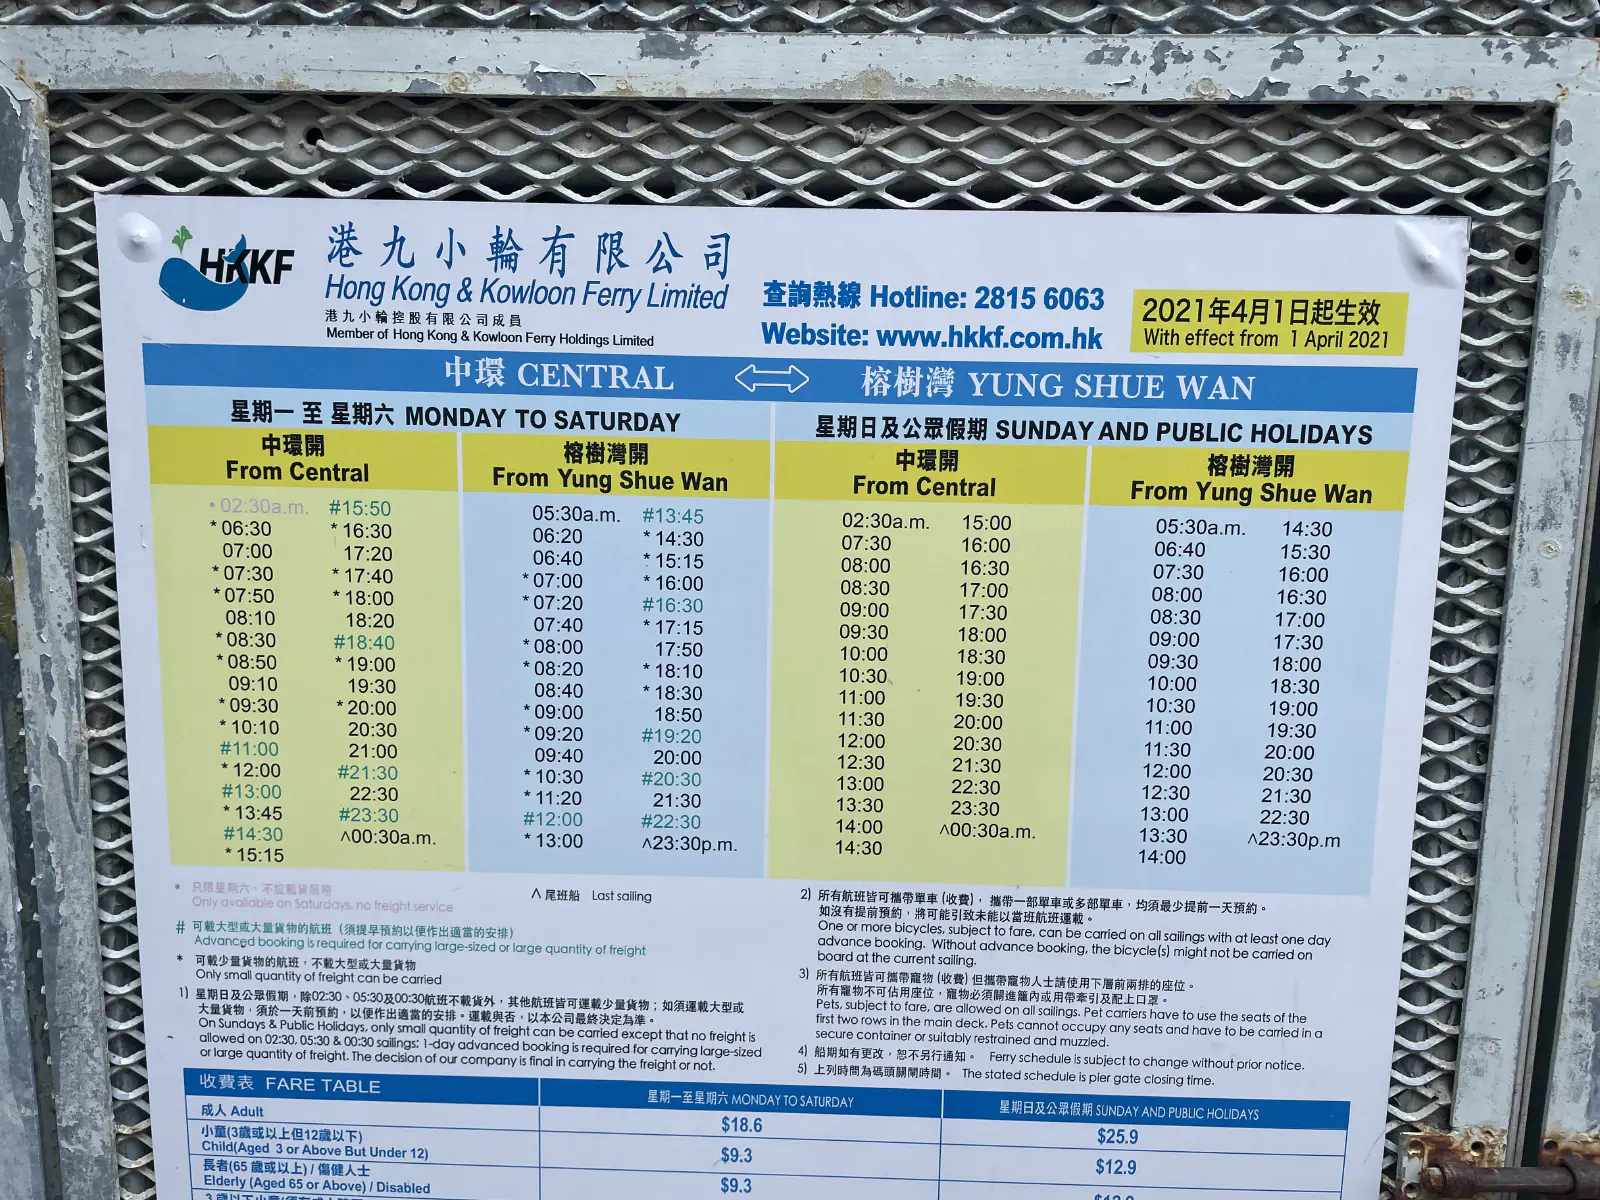 HKKF
港九小輪有限公司
Hong Kong & Kowloon Ferry Limited
港九小輪控股有限公司成員
Member of Hong Kong & Kowloon Ferry Holdings Limited
查詢熱線 Hotline: 2815 6063
Website: www.hkkf.com.hk
2021年4月1日起生效
With effect from 1 April 2021
中環 CENTRAL 榕樹灣 YUNG SHUE WAN
星期一 至 星期六 MONDAY TO SATURDAY
中環開
From Central
• 02:30a.m. #15:50
* 06:30 * 16:30
07:00 17:20
* 07:30 * 17:40
* 07:50 * 18:00
08:10 18:20
* 08:30 #18:40
* 08:50 * 19:00
09:10 19:30
* 09:30 * 20:00
* 10:10 20:30
#11:00 21:00
* 12:00 #21:30
#13:00 22:30
* 13:45 #23:30
#14:30 ^00:30a.m.
* 15:15
榕樹灣開
From Yung Shue Wan
05:30a.m. #13:45
06:20 * 14:30
06:40 * 15:15
* 07:00 * 16:00
* 07:20 #16:30
07:40 * 17:15
* 08:00 17:50
* 08:20 * 18:10
08:40 * 18:30
* 09:00 18:50
* 09:20 #19:20
09:40 20:00
* 10:30 #20:30
* 11:20 21:30
#12:00 #22:30
* 13:00 ^23:30p.m.
星期日及公眾假期 SUNDAY AND PUBLIC HOLIDAYS
中環開
From Central
02:30a.m. 15:00
07:30 16:00
08:00 16:30
08:30 17:00
09:00 17:30
09:30 18:00
10:00 18:30
10:30 19:00
11:00 19:30
11:30 20:00
12:00 20:30
12:30 21:30
13:00 22:30
13:30 23:30
14:00 ^00:30a.m.
14:30
榕樹灣開
From Yung Shue Wan
05:30a.m. 14:30
06:40 15:30
07:30 16:00
08:00 16:30
08:30 17:00
09:00 17:30
09:30 18:00
10:00 18:30
10:30 19:00
11:00 19:30
11:30 20:00
12:00 20:30
12:30 21:30
13:00 22:30
13:30 ^23:30p.m
14:00
• 只限星期六，不設載貨服務
Only available on Saturdays, no freight service
^ 尾班船 Last sailing
# 可載大型或大量貨物的航班（須提早預約以便作出適當的安排）
Advanced booking is required for carrying large-sized or large quantity of freight
* 可載少量貨物的航班，不載大型或大量貨物
Only small quantity of freight can be carried
1) 星期日及公眾假期，除02:30、05:30及00:30航班不載貨外，其他航班皆可運載少量貨物；如須運載大型或
大量貨物，須於一天前預約，以便作出適當的安排。運載與否，以本公司最終決定為準。
On Sundays & Public Holidays, only small quantity of freight can be carried except that no freight is
allowed on 02:30, 05:30 & 00:30 sailings; 1-day advanced booking is required for carrying large-sized
or large quantity of freight. The decision of our company is final in carrying the freight or not.
2) 所有航班皆可攜帶單車 (收費)， 攜帶一部單車或多部單車，均須最少提前一天預約。
如沒有提前預約，將可能引致未能以當班航班運載。
One or more bicycles, subject to fare, can be carried on all sailings with at least one day
advance booking. Without advance booking, the bicycle(s) might not be carried on
board at the current sailing.
3) 所有航班皆可攜帶寵物 (收費) 但攜帶寵物人士請使用下層前兩排的座位。
所有寵物不可佔用座位，寵物必須關進籠內或用帶牽引及配上口罩。
Pets, subject to fare, are allowed on all sailings. Pet carriers have to use the seats of the
first two rows in the main deck. Pets cannot occupy any seats and have to be carried in a
secure container or suitably restrained and muzzled.
4) 船期如有更改，恕不另行通知。 Ferry schedule is subject to change without prior notice.
5) 上列時間為碼頭關閘時間。 The stated schedule is pier gate closing time.
收費表 FARE TABLE
星期一至星期六 MONDAY TO SATURDAY
星期日及公眾假期 SUNDAY AND PUBLIC HOLIDAYS
成人 Adult
$18.6
$25.9
小童(3歲或以上但12歲以下)
Child(Aged 3 or Above But Under 12)
$9.3
$12.9
長者(65 歲或以上) / 傷健人士
Elderly (Aged 65 or Above) / Disabled
$9.3